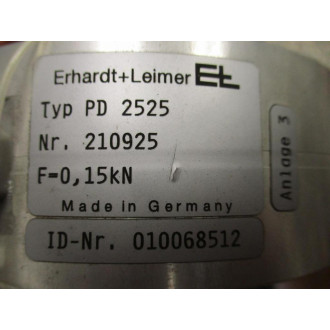 Erhardt+Leimer E+L
Typ PD 2525
Nr. 210925
F=0,15kN
Made in Germany
ID-Nr. 010068512
Anlage 3